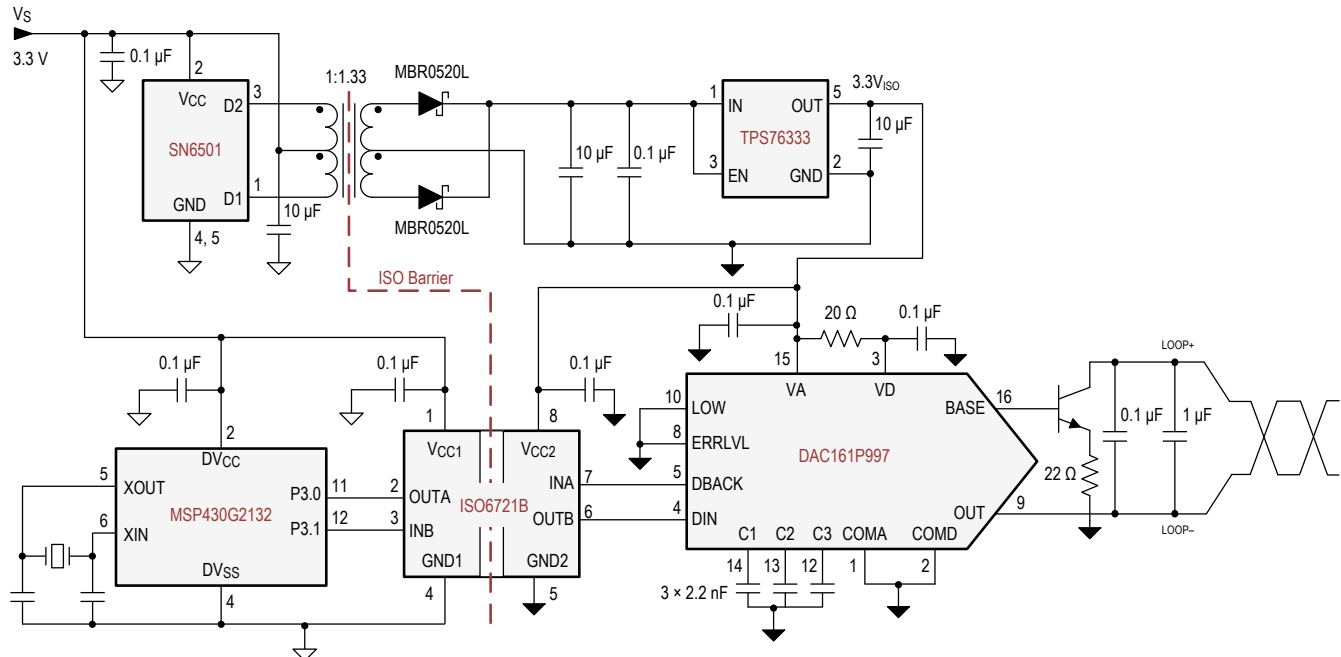 VS
3.3 V
0.1 µF
2
VCC
D2
3
SN6501
D1
1
GND
4, 5
10 µF
1:1.33
MBR0520L
MBR0520L
10 µF
0.1 µF
1
IN
OUT
5
TPS76333
3
EN
GND
2
3.3VISO
10 µF
ISO Barrier
0.1 µF
0.1 µF
0.1 µF
0.1 µF
20 Ω
0.1 µF
2
DVCC
5
XOUT
P3.0
11
MSP430G2132
6
XIN
P3.1
12
DVSS
4
1
8
VCC1
VCC2
2
OUTA
INA
7
ISO6721B
3
INB
OUTB
6
GND1
GND2
4
5
15
3
VA
VD
10
LOW
BASE
16
8
ERRLVL
DAC161P997
5
DBACK
4
DIN
OUT
9
C1
C2
C3
COMA
COMD
14
13
12
1
2
3 × 2.2 nF
22 Ω
0.1 µF
1 µF
LOOP+
LOOP–